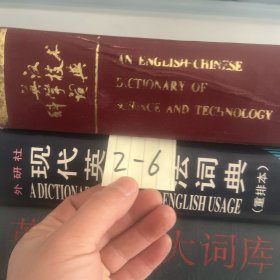 英汉
科学技术
词典
AN ENGLISH-CHINESE
DICTIONARY OF
SCIENCE AND TECHNOLOGY
外研社
现代英 法词典
(重排本)
A DICTIONARY ENGLISH USAGE
2-6
大词库